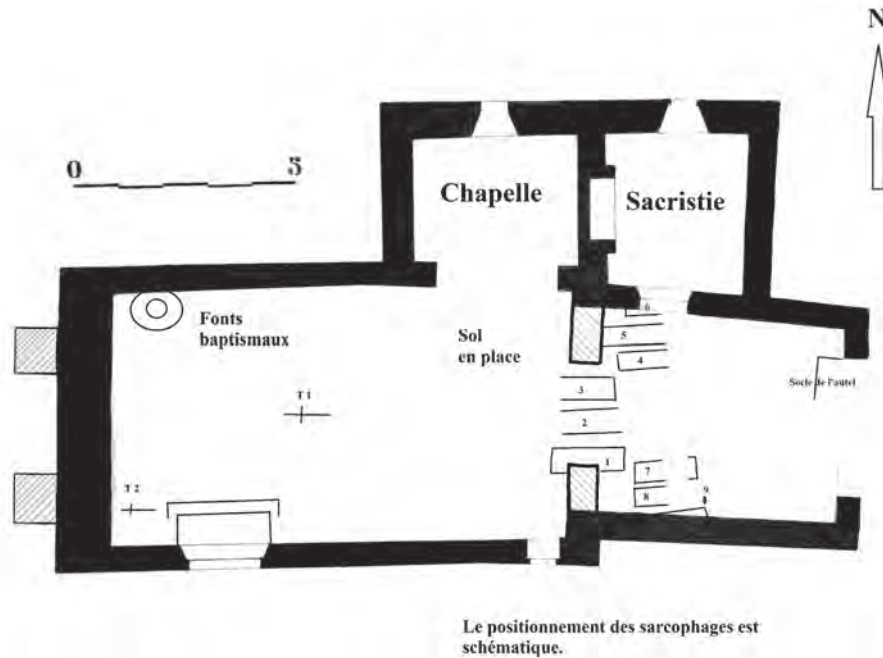 N
0 5
Chapelle
Sacristie
Fonts
baptismaux
Sol
en place
6
5
4
Socle de l'autel
3
T 1
2
1
7
9
8
T 2
Le positionnement des sarcophages est
schématique.